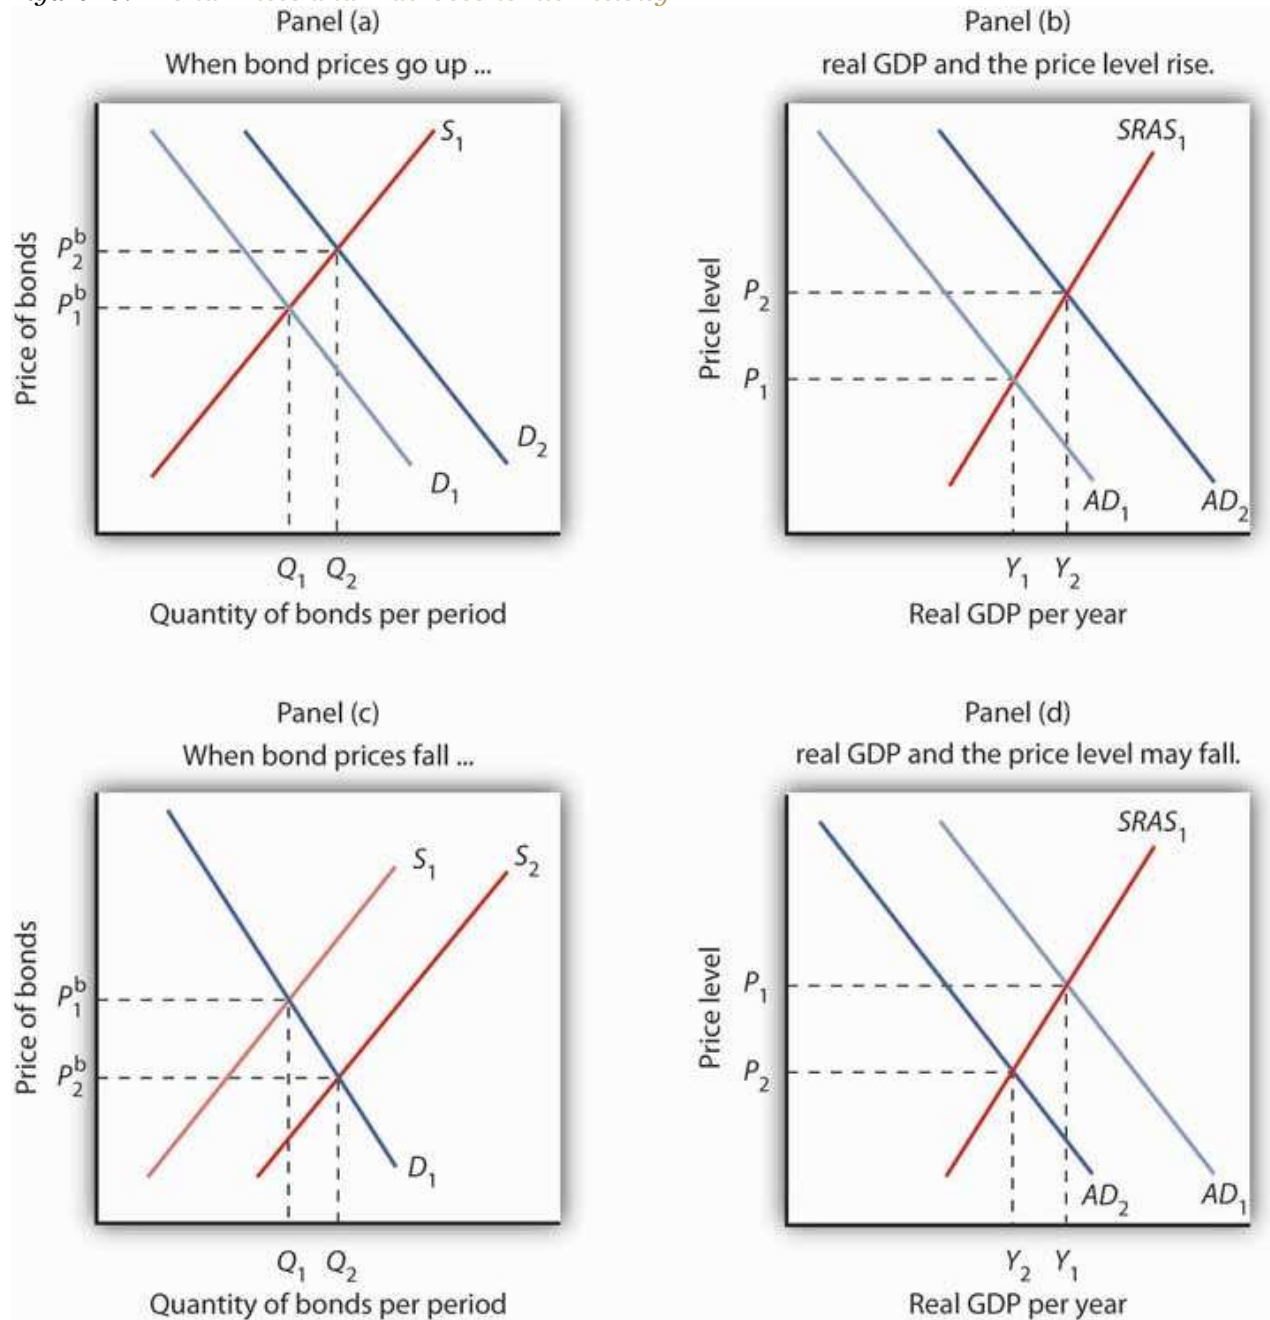 Panel (a)
When bond prices go up ...
S1
Price of bonds
Pb2
Pb1
D2
D1
Q1 Q2
Quantity of bonds per period
Panel (b)
real GDP and the price level rise.
SRAS1
Price level
P2
P1
AD1
AD2
Y1 Y2
Real GDP per year
Panel (c)
When bond prices fall ...
S1
S2
Price of bonds
Pb1
Pb2
D1
Q1 Q2
Quantity of bonds per period
Panel (d)
real GDP and the price level may fall.
SRAS1
Price level
P1
P2
AD2
AD1
Y2 Y1
Real GDP per year